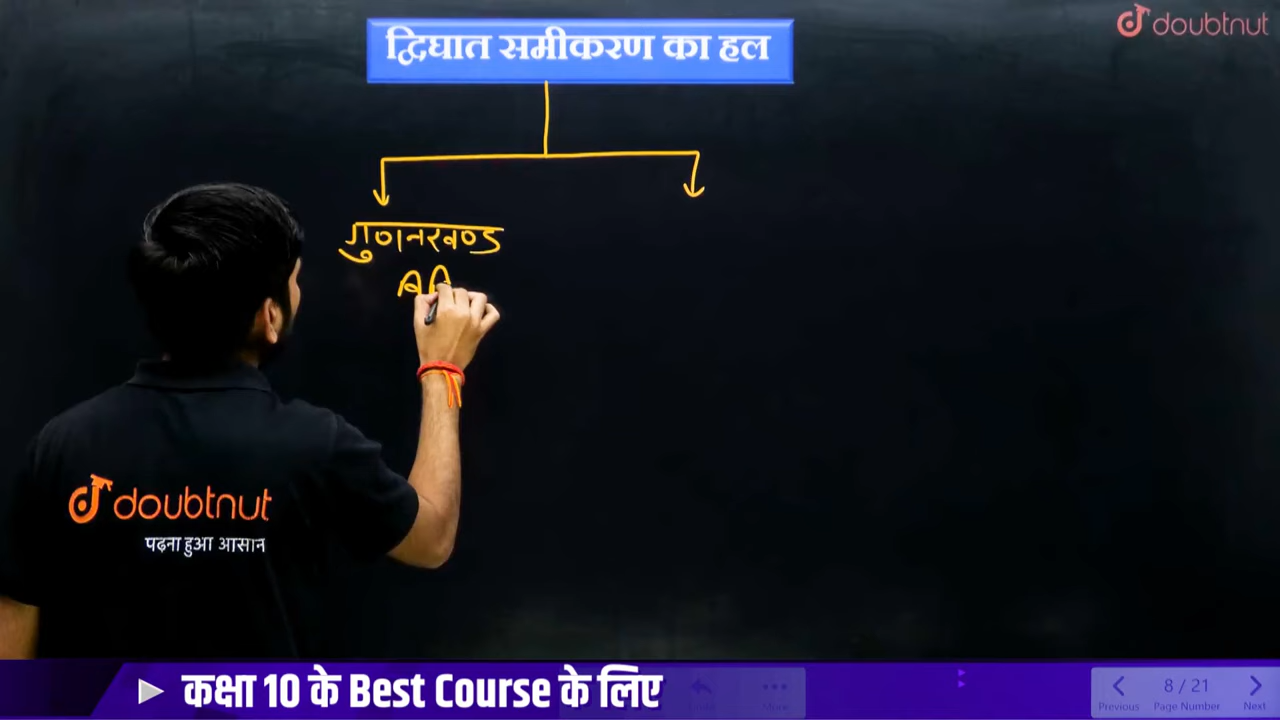 द्विघात समीकरण का हल
doubtnut
गुणनखण्ड
doubtnut
पढ़ना हुआ आसान
कक्षा 10 के Best Course के लिए
8 / 21
Previous Page Number Next